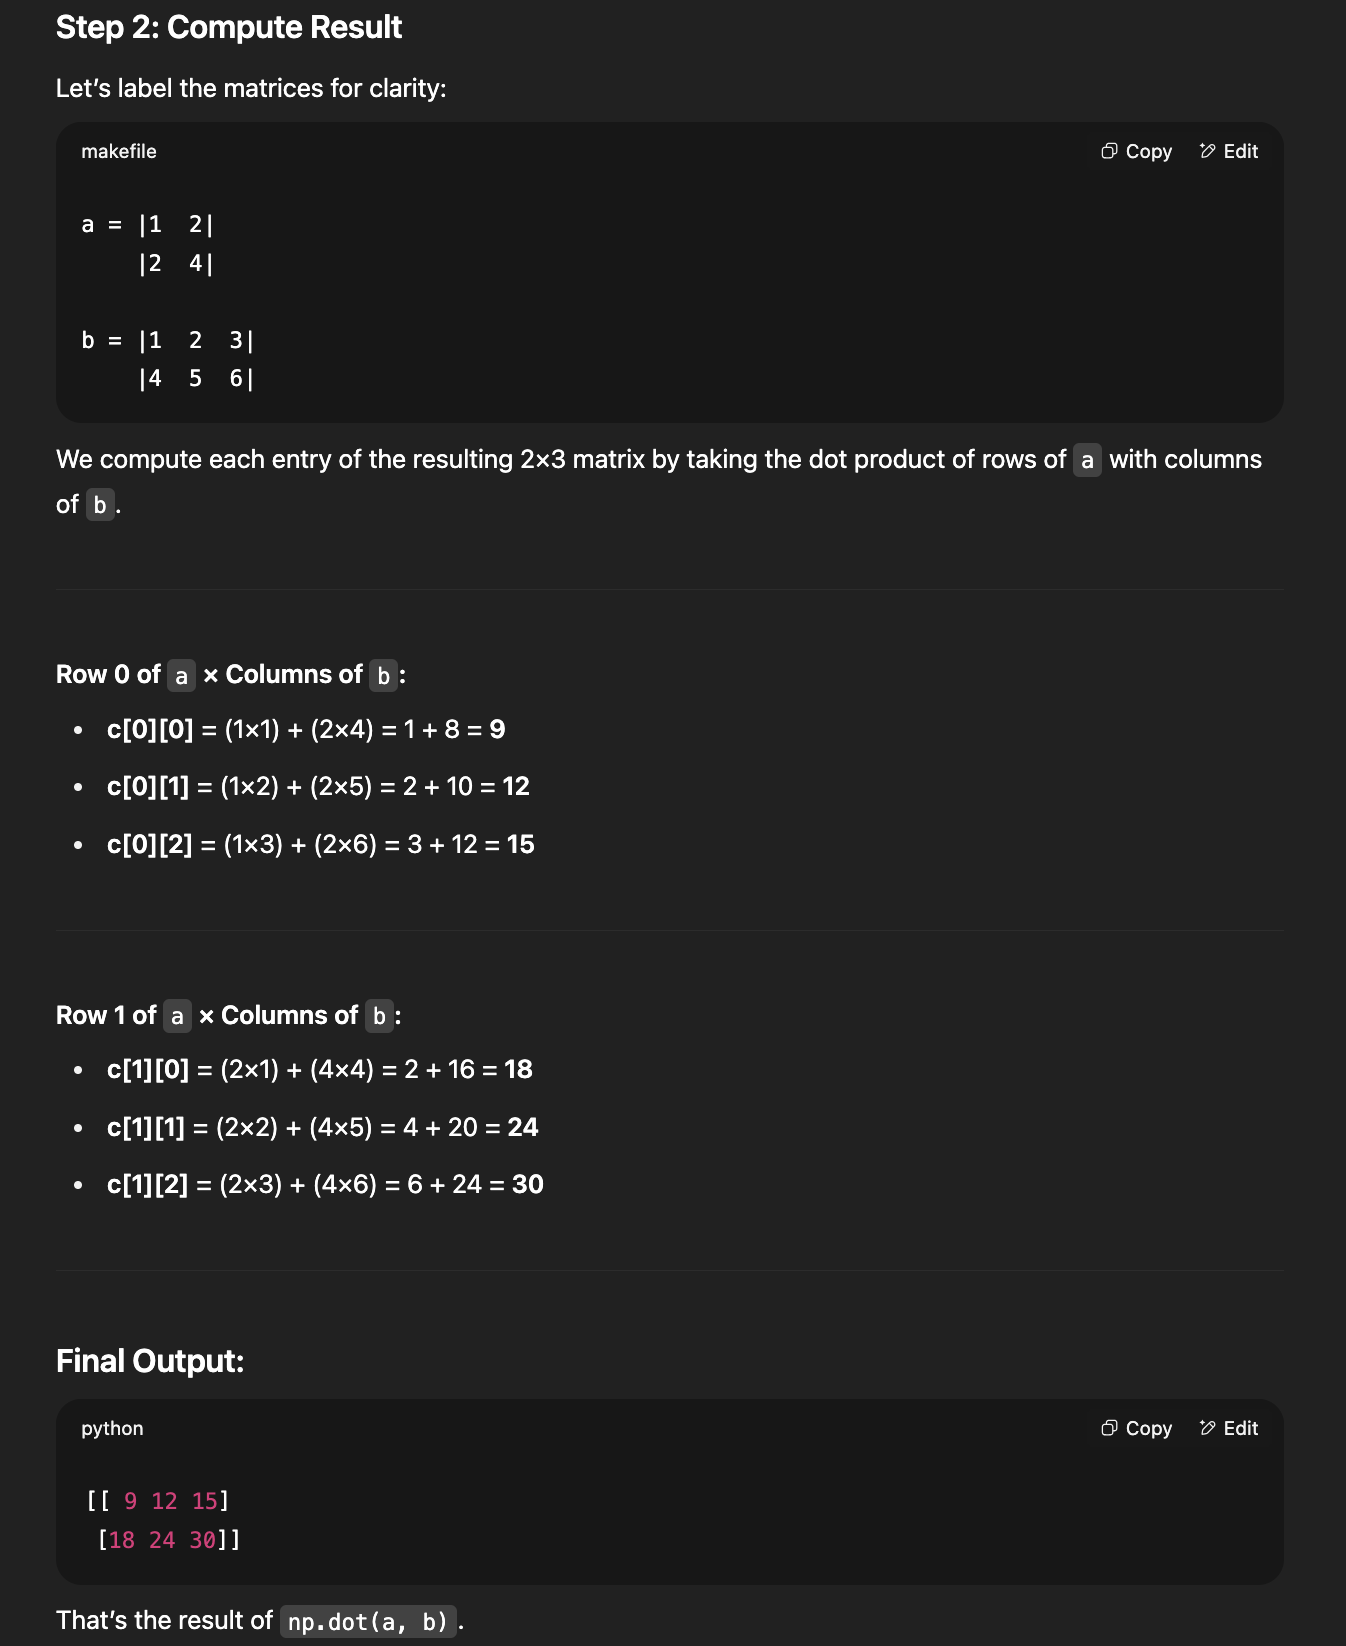 Step 2: Compute Result
Let's label the matrices for clarity:
makefile Copy Edit
a = |1  2|
    |2  4|
b = |1  2  3|
    |4  5  6|
We compute each entry of the resulting 2×3 matrix by taking the dot product of rows of a with columns
of b.
Row 0 of a × Columns of b:
• c[0][0] = (1×1) + (2×4) = 1 + 8 = 9
• c[0][1] = (1×2) + (2×5) = 2 + 10 = 12
• c[0][2] = (1×3) + (2×6) = 3 + 12 = 15
Row 1 of a × Columns of b:
• c[1][0] = (2×1) + (4×4) = 2 + 16 = 18
• c[1][1] = (2×2) + (4×5) = 4 + 20 = 24
• c[1][2] = (2×3) + (4×6) = 6 + 24 = 30
Final Output:
python Copy Edit
[[ 9 12 15]
 [18 24 30]]
That's the result of np.dot(a, b).